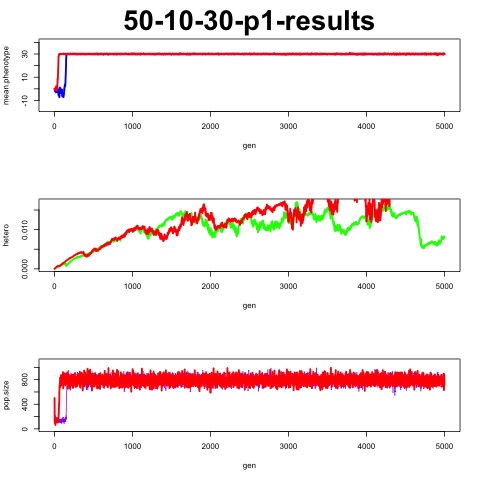 50-10-30-p1-results
mean.phenotype
-10
10
30
0 1000 2000 3000 4000 5000
gen
hetero
0.000
0.010
0 1000 2000 3000 4000 5000
gen
pop.size
0
400
800
0 1000 2000 3000 4000 5000
gen